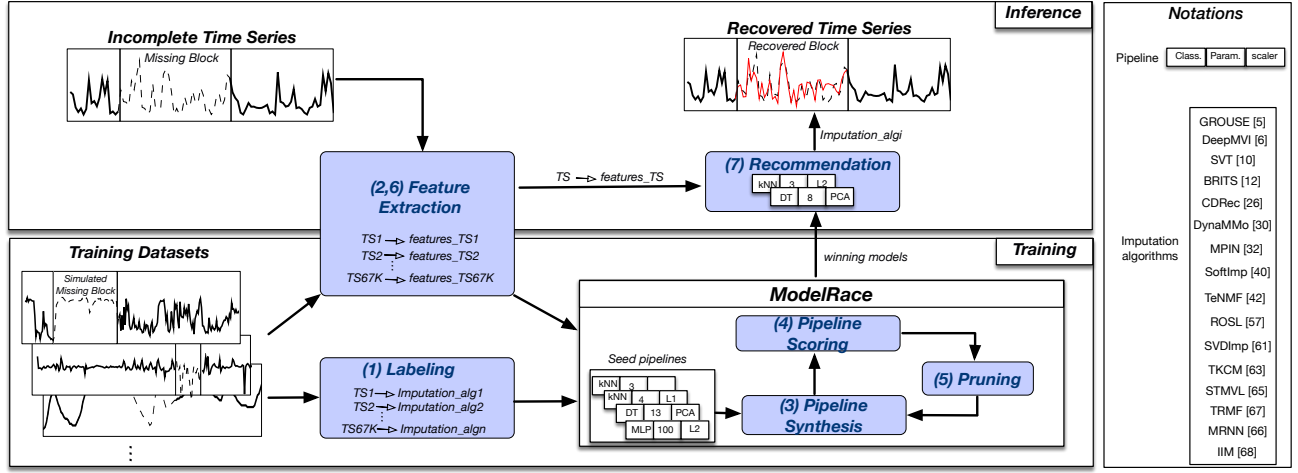 Inference
Incomplete Time Series
Missing Block
Recovered Time Series
Recovered Block
Imputation_algi
(2,6) Feature
Extraction
TS1 features_TS1
TS2 features_TS2
TS67K features_TS67K
TS features_TS
(7) Recommendation
kNN 3 L2
DT 8 PCA
Training
Training Datasets
Simulated
Missing Block
winning models
(1) Labeling
TS1 Imputation_alg1
TS2 Imputation_alg2
TS67K Imputation_algn
ModelRace
Seed pipelines
kNN 3
kNN 4 L1
DT 13 PCA
MLP 100 L2
(4) Pipeline
Scoring
(5) Pruning
(3) Pipeline
Synthesis
Notations
Pipeline
Class. Param. scaler
Imputation
algorithms
GROUSE [5]
DeepMVI [6]
SVT [10]
BRITS [12]
CDRec [26]
DynaMMo [30]
MPIN [32]
SoftImp [40]
TeNMF [42]
ROSL [57]
SVDImp [61]
TKCM [63]
STMVL [65]
TRMF [67]
MRNN [66]
IIM [68]